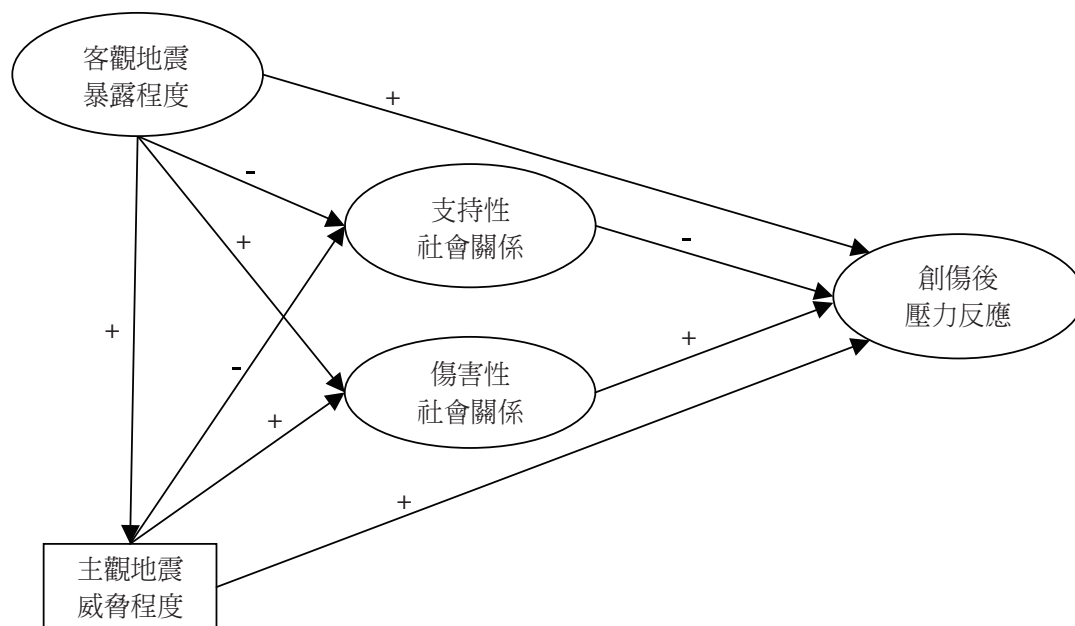 客觀地震
暴露程度
+
-
支持性
社會關係
+
-
創傷後
壓力反應
+
-
傷害性
社會關係
+
+
+
主觀地震
威脅程度